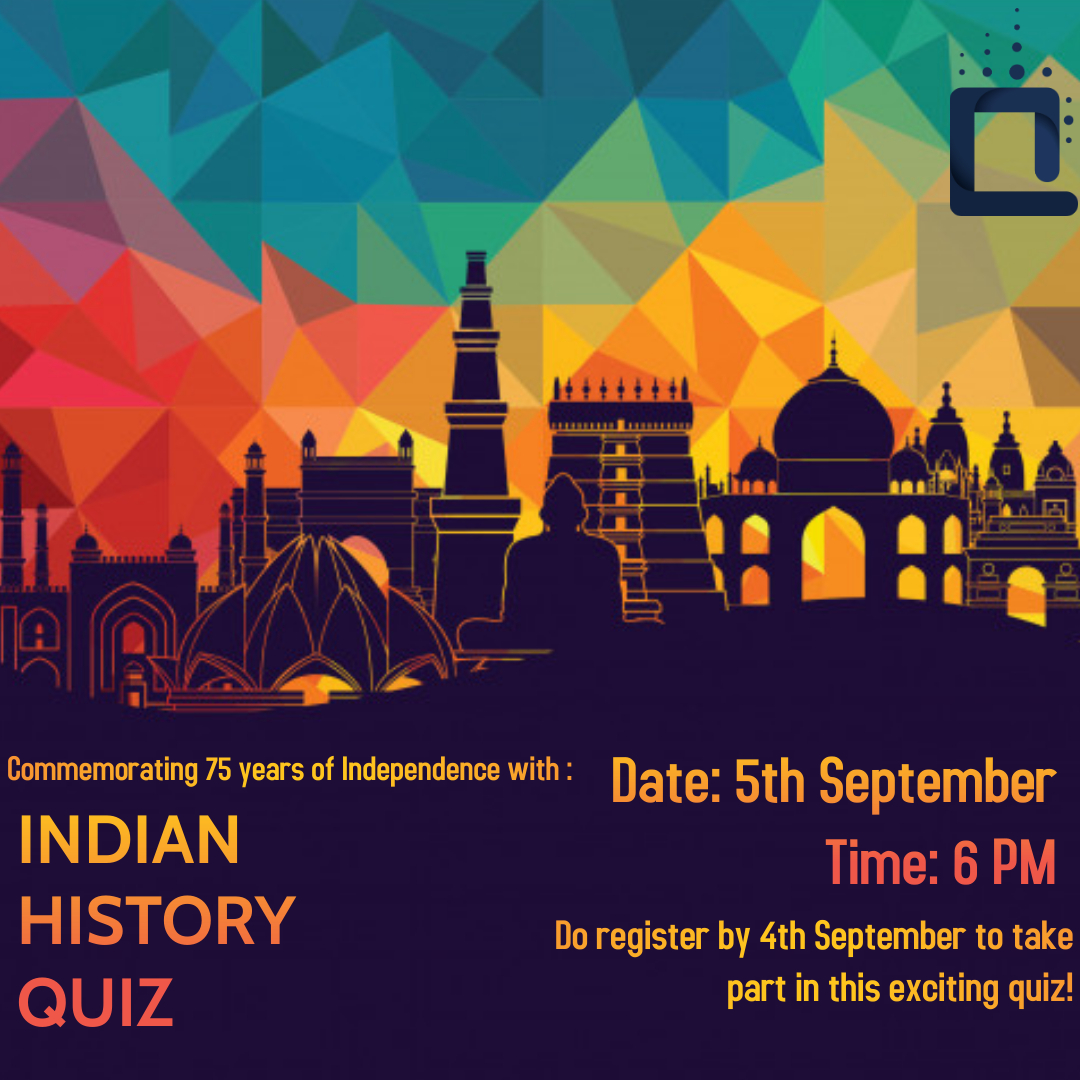 Commemorating 75 years of Independence with :
INDIAN
HISTORY
QUIZ
Date: 5th September
Time: 6 PM
Do register by 4th September to take
part in this exciting quiz!